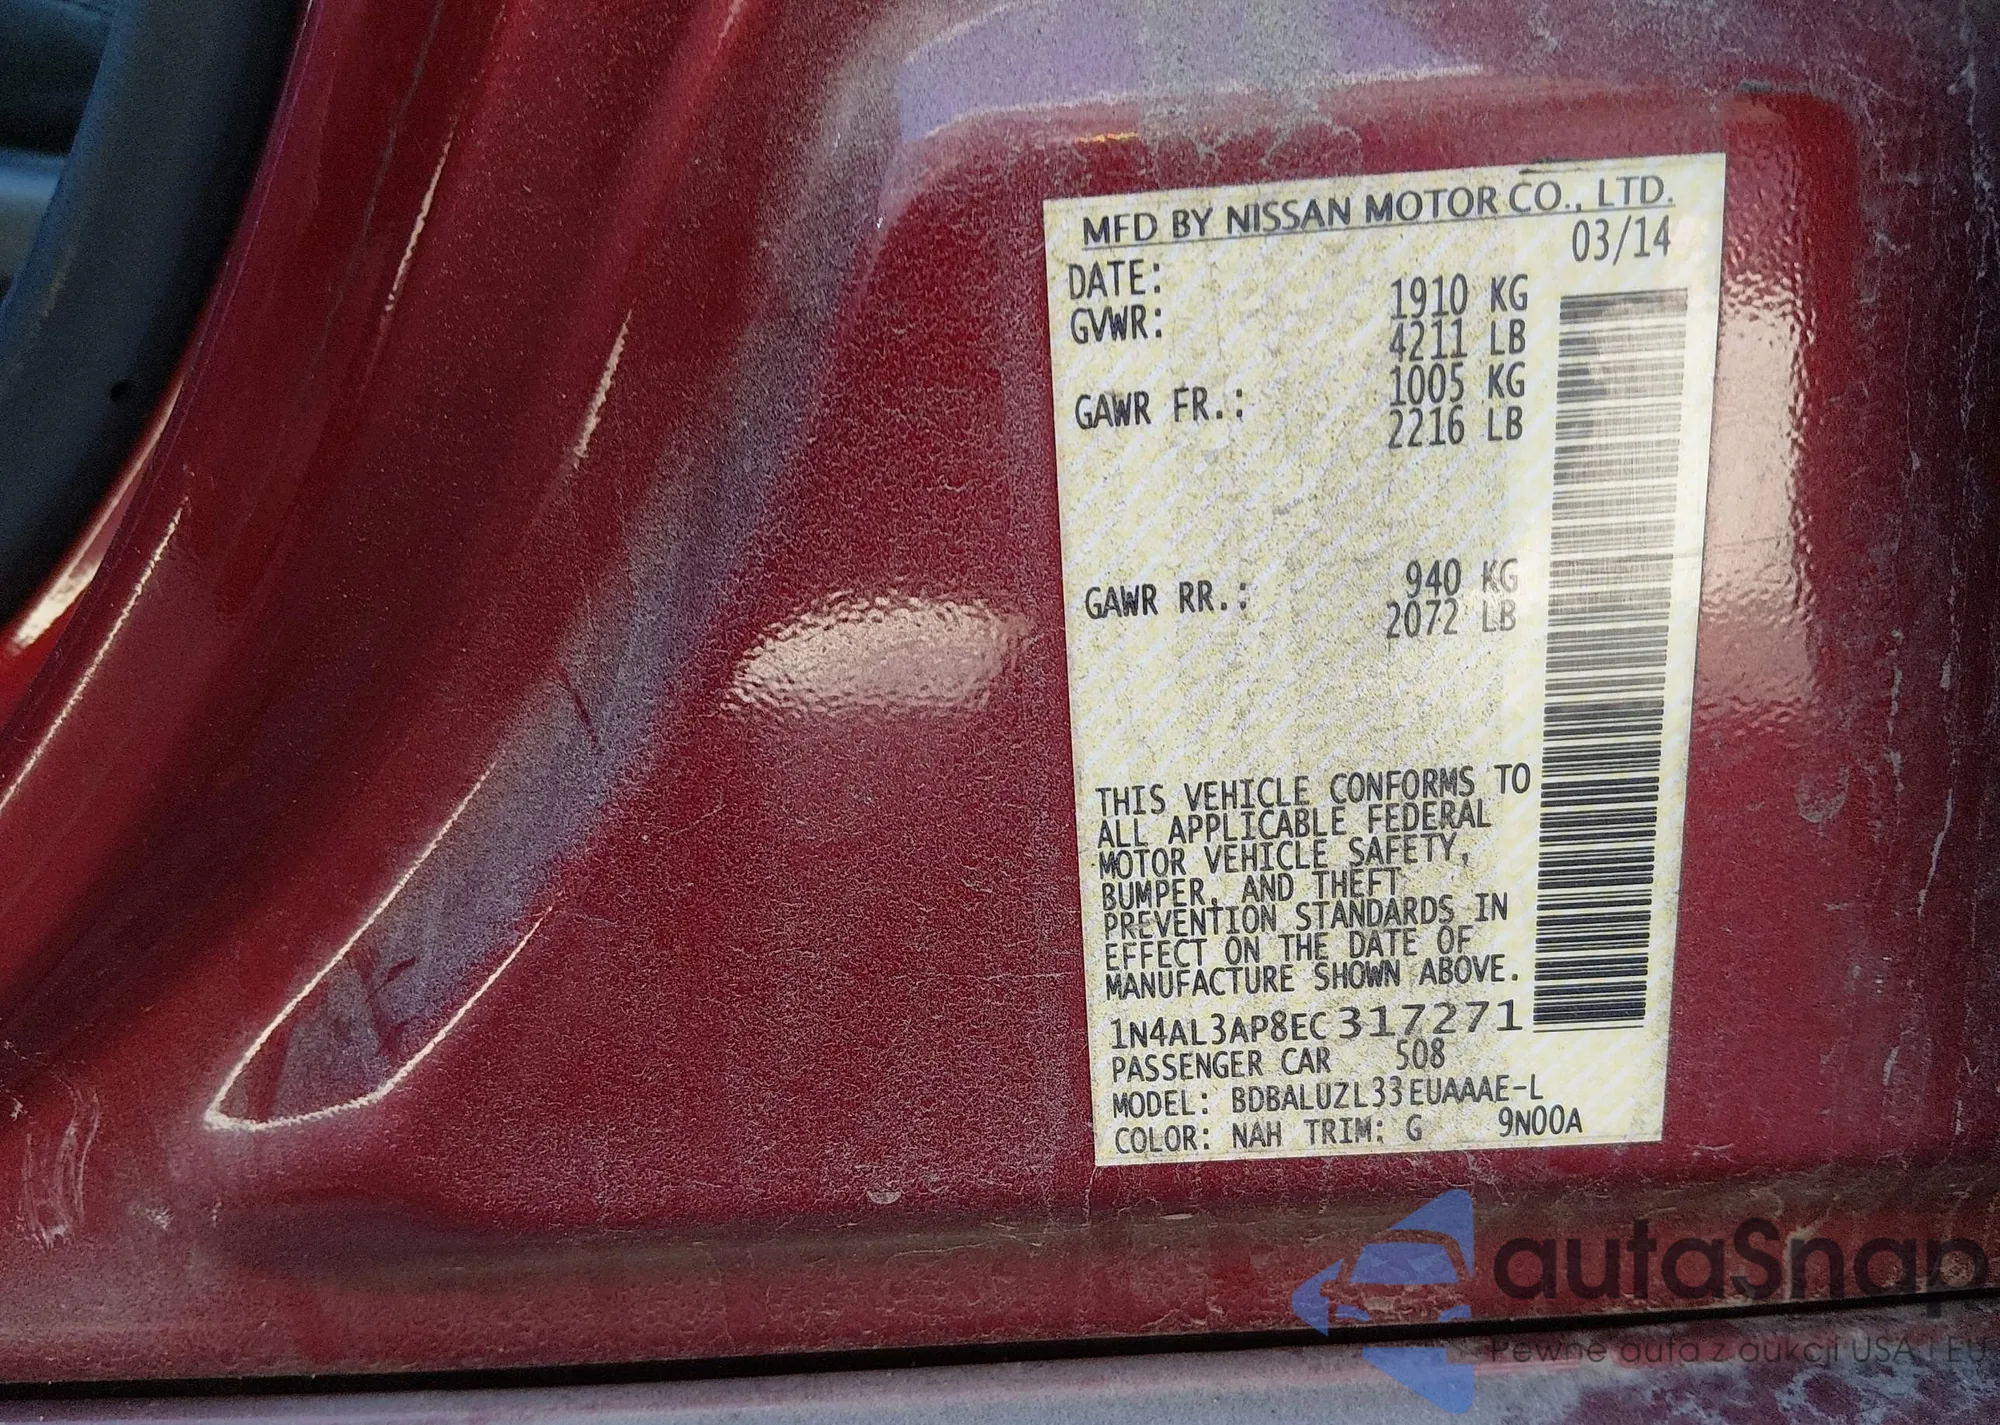 MFD BY NISSAN MOTOR CO., LTD.
DATE: 03/14
GVWR: 1910 KG
4211 LB
GAWR FR.: 1005 KG
2216 LB
GAWR RR.: 940 KG
2072 LB
THIS VEHICLE CONFORMS TO
ALL APPLICABLE FEDERAL
MOTOR VEHICLE SAFETY,
BUMPER, AND THEFT
PREVENTION STANDARDS IN
EFFECT ON THE DATE OF
MANUFACTURE SHOWN ABOVE.
1N4AL3AP8EC317271
PASSENGER CAR 508
MODEL: BDBALUZL33EUAAAE-L
COLOR: NAH TRIM: G 9N00A
autaSnap
Pewne auta z aukcji USA i EU